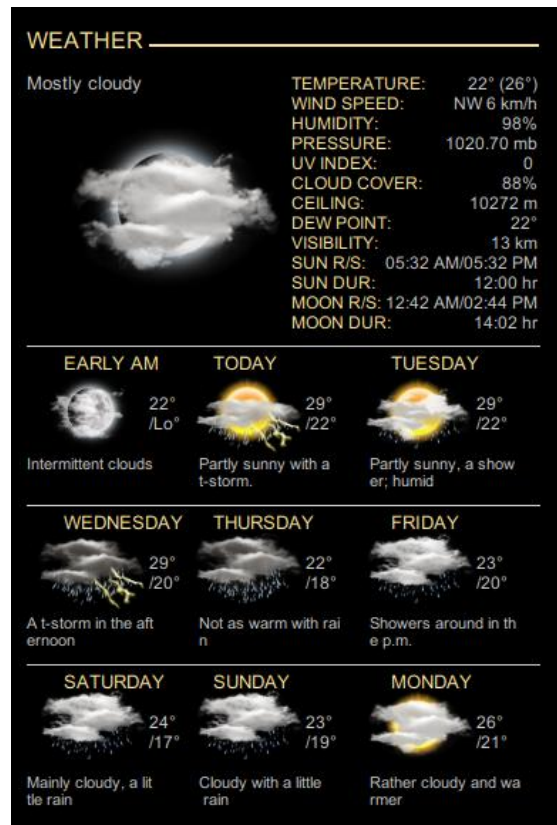 WEATHER
Mostly cloudy
TEMPERATURE: 22° (26°)
WIND SPEED: NW 6 km/h
HUMIDITY: 98%
PRESSURE: 1020.70 mb
UV INDEX: 0
CLOUD COVER: 88%
CEILING: 10272 m
DEW POINT: 22°
VISIBILITY: 13 km
SUN R/S: 05:32 AM/05:32 PM
SUN DUR: 12:00 hr
MOON R/S: 12:42 AM/02:44 PM
MOON DUR: 14:02 hr
EARLY AM
22°
/Lo°
Intermittent clouds
TODAY
29°
/22°
Partly sunny with a
t-storm.
TUESDAY
29°
/22°
Partly sunny, a show
er; humid
WEDNESDAY
29°
/20°
A t-storm in the aft
ernoon
THURSDAY
22°
/18°
Not as warm with rai
n
FRIDAY
23°
/20°
Showers around in th
e p.m.
SATURDAY
24°
/17°
Mainly cloudy, a lit
tle rain
SUNDAY
23°
/19°
Cloudy with a little
rain
MONDAY
26°
/21°
Rather cloudy and wa
rmer